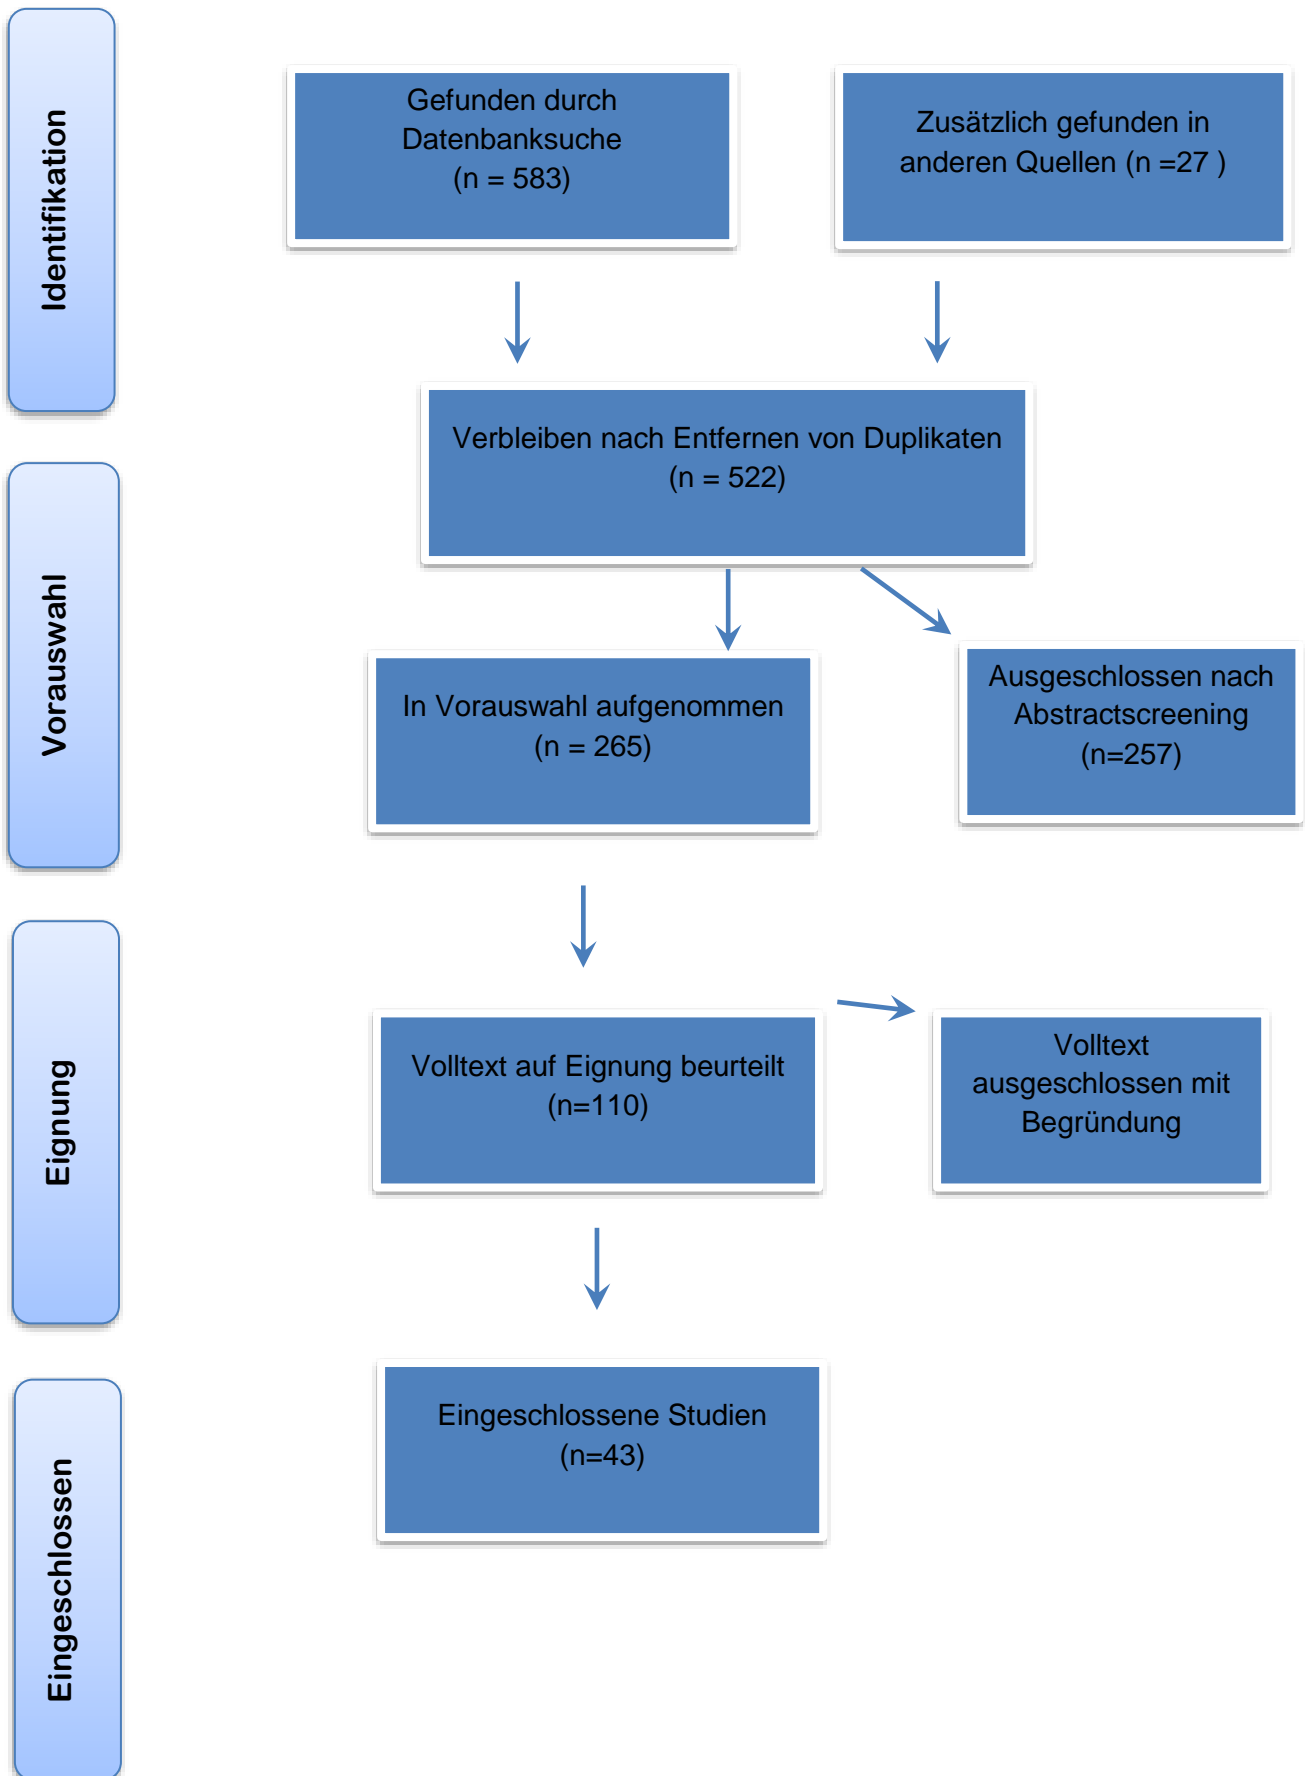 Identifikation
Gefunden durch
Datenbanksuche
(n = 583)
Zusätzlich gefunden in
anderen Quellen (n =27 )
Verbleiben nach Entfernen von Duplikaten
(n = 522)
Vorauswahl
In Vorauswahl aufgenommen
(n = 265)
Ausgeschlossen nach
Abstractscreening
(n=257)
Eignung
Volltext auf Eignung beurteilt
(n=110)
Volltext
ausgeschlossen mit
Begründung
Eingeschlossen
Eingeschlossene Studien
(n=43)